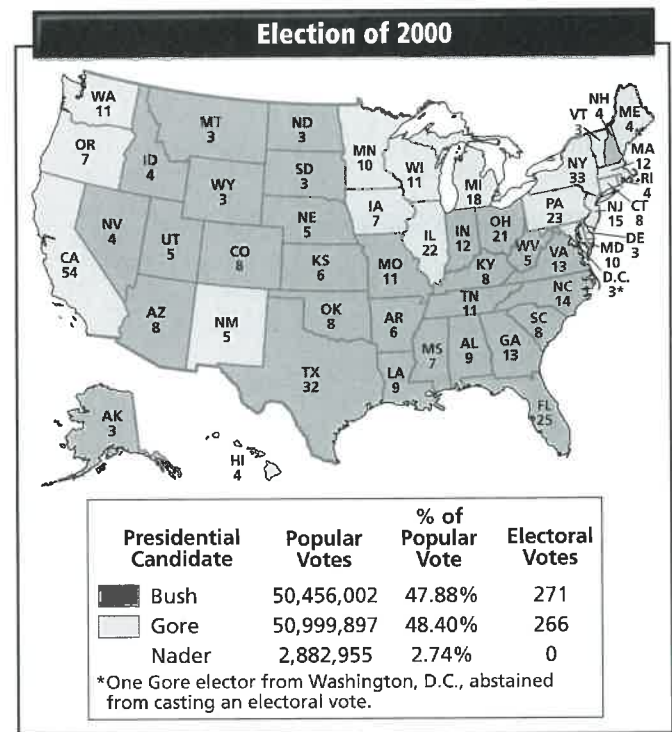 Election of 2000
WA
11
OR
7
CA
54
NV
4
ID
4
MT
3
WY
3
UT
5
AZ
8
CO
8
NM
5
ND
3
SD
3
NE
5
KS
6
OK
8
TX
32
MN
10
IA
7
MO
11
AR
6
LA
9
WI
11
IL
22
MI
18
IN
12
OH
21
KY
8
TN
11
MS
7
AL
9
GA
13
FL
25
SC
8
NC
14
VA
13
WV
5
PA
23
NY
33
VT
3
NH
4
ME
4
MA
12
RI
4
CT
8
NJ
15
DE
3
MD
10
D.C.
3*
AK
3
HI
4
Presidential Candidate Popular Votes % of Popular Vote Electoral Votes
Bush 50,456,002 47.88% 271
Gore 50,999,897 48.40% 266
Nader 2,882,955 2.74% 0
*One Gore elector from Washington, D.C., abstained
from casting an electoral vote.